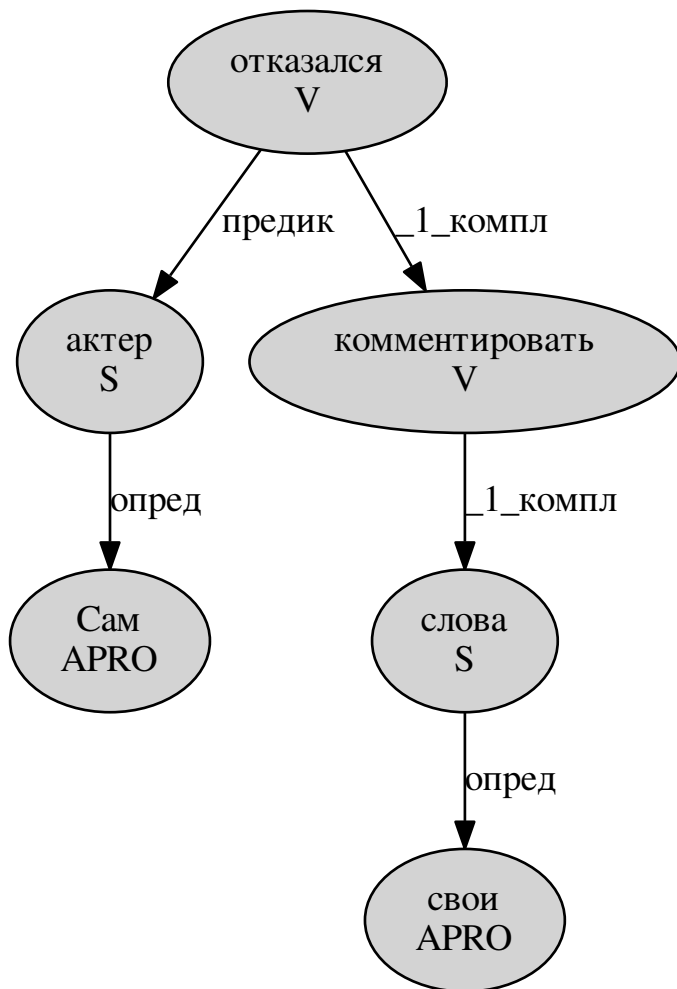 отказался
V
предик
_1_компл
актер
S
комментировать
V
опред
_1_компл
Сам
APRO
слова
S
опред
свои
APRO